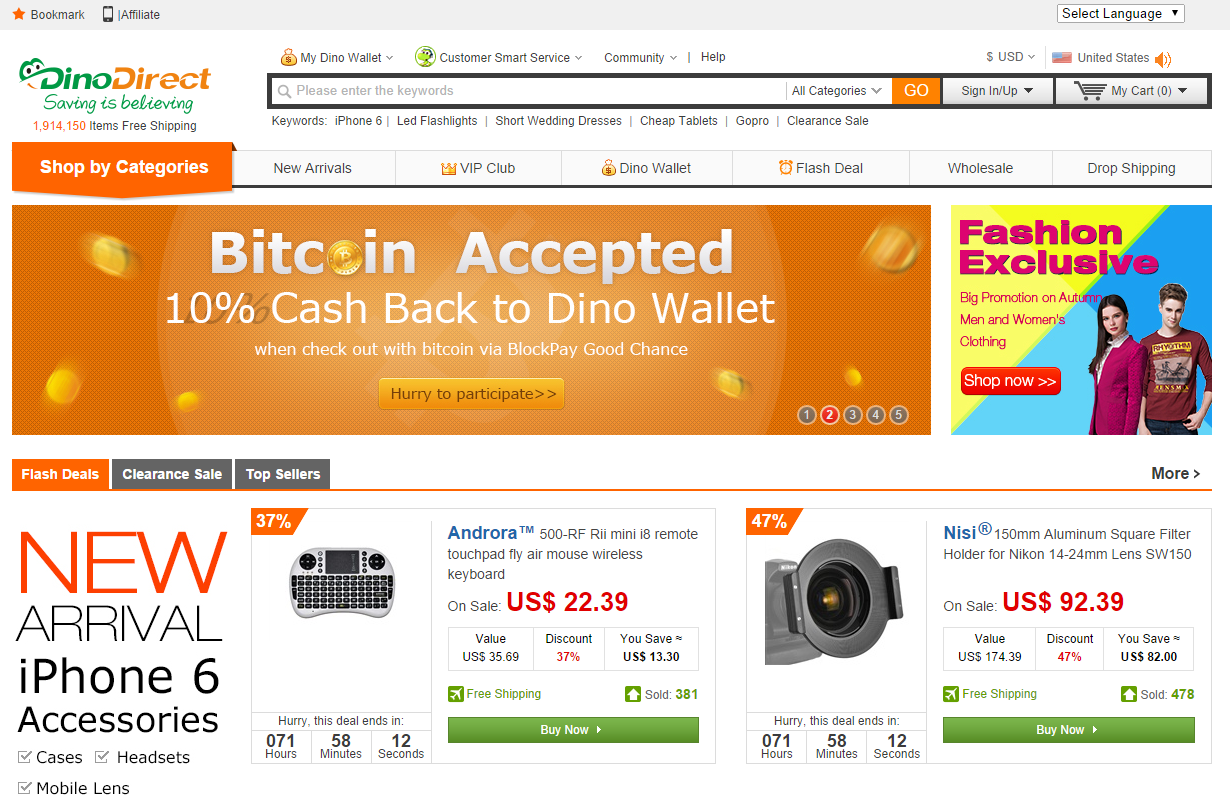 Bookmark
|Affiliate
Select Language
DinoDirect
Saving is believing
1,914,150 Items Free Shipping
My Dino Wallet
Customer Smart Service
Community
|
Help
$ USD
United States
Please enter the keywords
All Categories
GO
Sign In/Up
My Cart (0)
Keywords: iPhone 6 | Led Flashlights | Short Wedding Dresses | Cheap Tablets | Gopro | Clearance Sale
Shop by Categories
New Arrivals
VIP Club
Dino Wallet
Flash Deal
Wholesale
Drop Shipping
Bitcoin Accepted
10% Cash Back to Dino Wallet
when check out with bitcoin via BlockPay Good Chance
Hurry to participate>>
1 2 3 4 5
Fashion
Exclusive
Big Promotion on Autumn
Men and Women's
Clothing
Shop now >>
Flash Deals
Clearance Sale
Top Sellers
More >
NEW
ARRIVAL
iPhone 6
Accessories
Cases
Headsets
Mobile Lens
37%
Androra™ 500-RF Rii mini i8 remote
touchpad fly air mouse wireless
keyboard
On Sale: US$ 22.39
Value Discount You Save ≈
US$ 35.69 37% US$ 13.30
Free Shipping
Sold: 381
Hurry, this deal ends in:
071 58 12
Hours Minutes Seconds
Buy Now
47%
Nisi® 150mm Aluminum Square Filter
Holder for Nikon 14-24mm Lens SW150
On Sale: US$ 92.39
Value Discount You Save ≈
US$ 174.39 47% US$ 82.00
Free Shipping
Sold: 478
Hurry, this deal ends in:
071 58 12
Hours Minutes Seconds
Buy Now